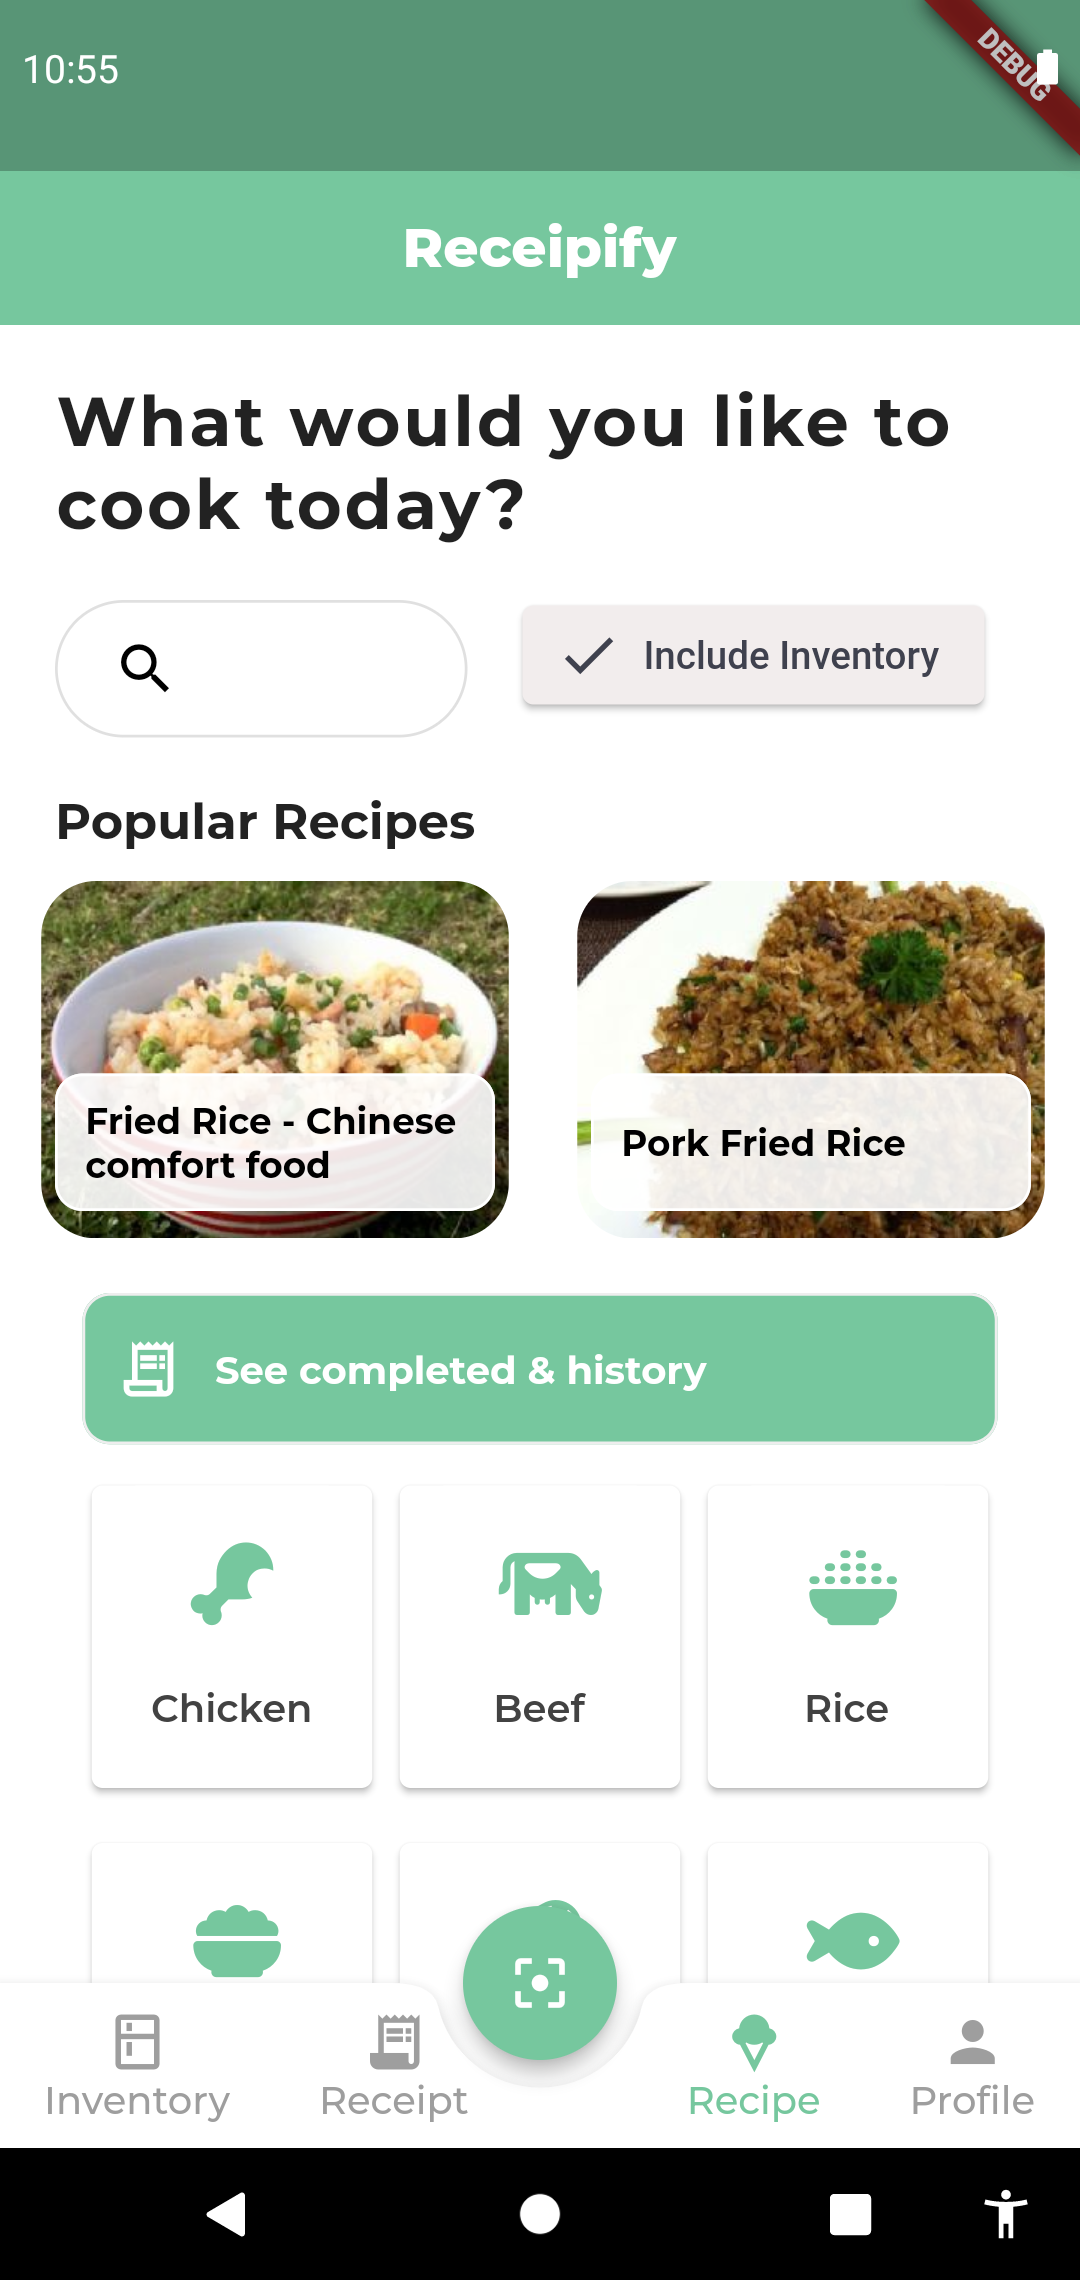 10:55
DEBUG
Receipify
What would you like to
cook today?
Include Inventory
Popular Recipes
Fried Rice - Chinese
comfort food
Pork Fried Rice
See completed & history
Chicken
Beef
Rice
Inventory
Receipt
Recipe
Profile